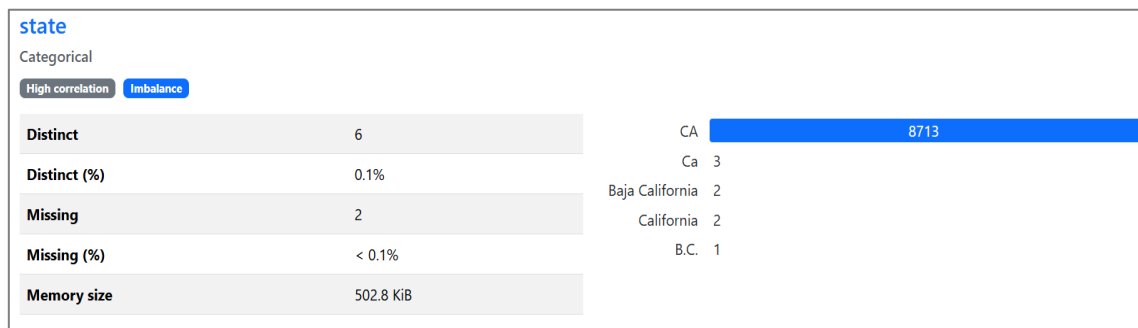 state
Categorical
High correlation Imbalance
Distinct 6
Distinct (%) 0.1%
Missing 2
Missing (%) < 0.1%
Memory size 502.8 KiB
CA 8713
Ca 3
Baja California 2
California 2
B.C. 1